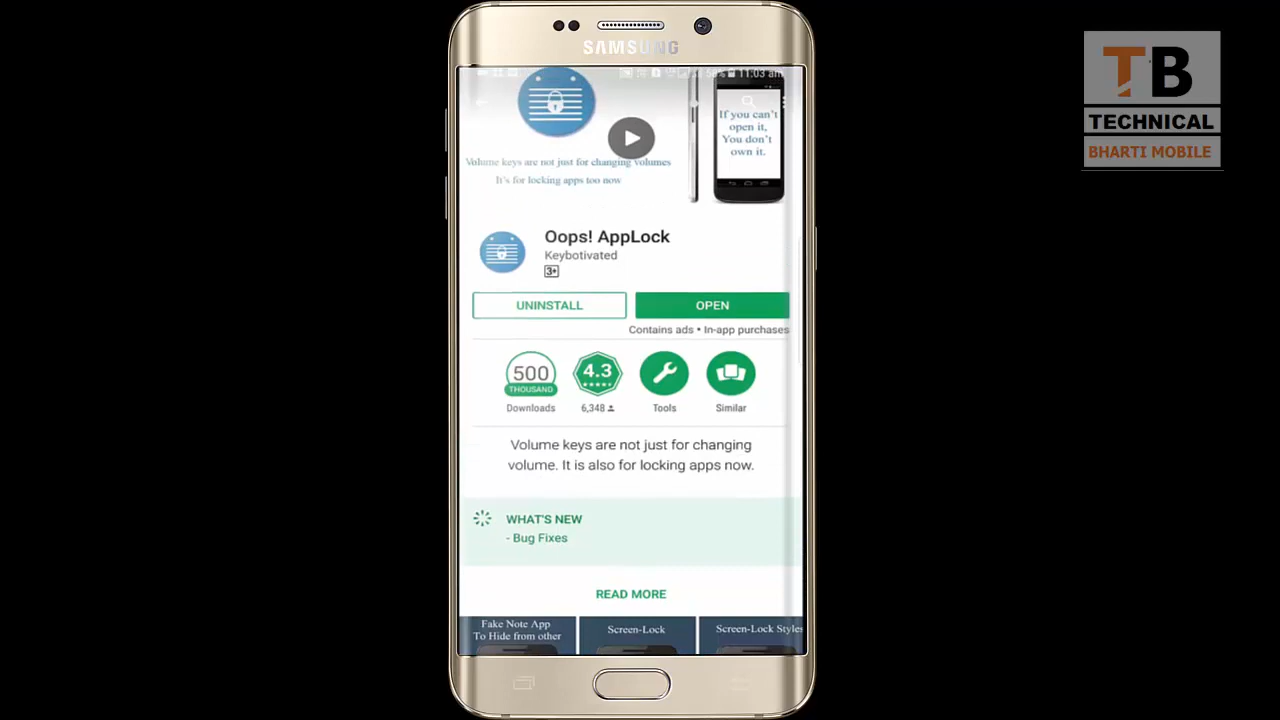 SAMSUNG
11:03 am
Volume keys are not just for changing volumes
It's for locking apps too now
If you can't
open it,
You don't
own it.
Oops! AppLock
Keybotivated
3+
UNINSTALL
OPEN
Contains ads • In-app purchases
500
THOUSAND
4.3
Downloads
6,348
Tools
Similar
Volume keys are not just for changing
volume. It is also for locking apps now.
WHAT'S NEW
- Bug Fixes
READ MORE
Fake Note App
To Hide from other
Screen-Lock
Screen-Lock Styles
TB
TECHNICAL
BHARTI MOBILE